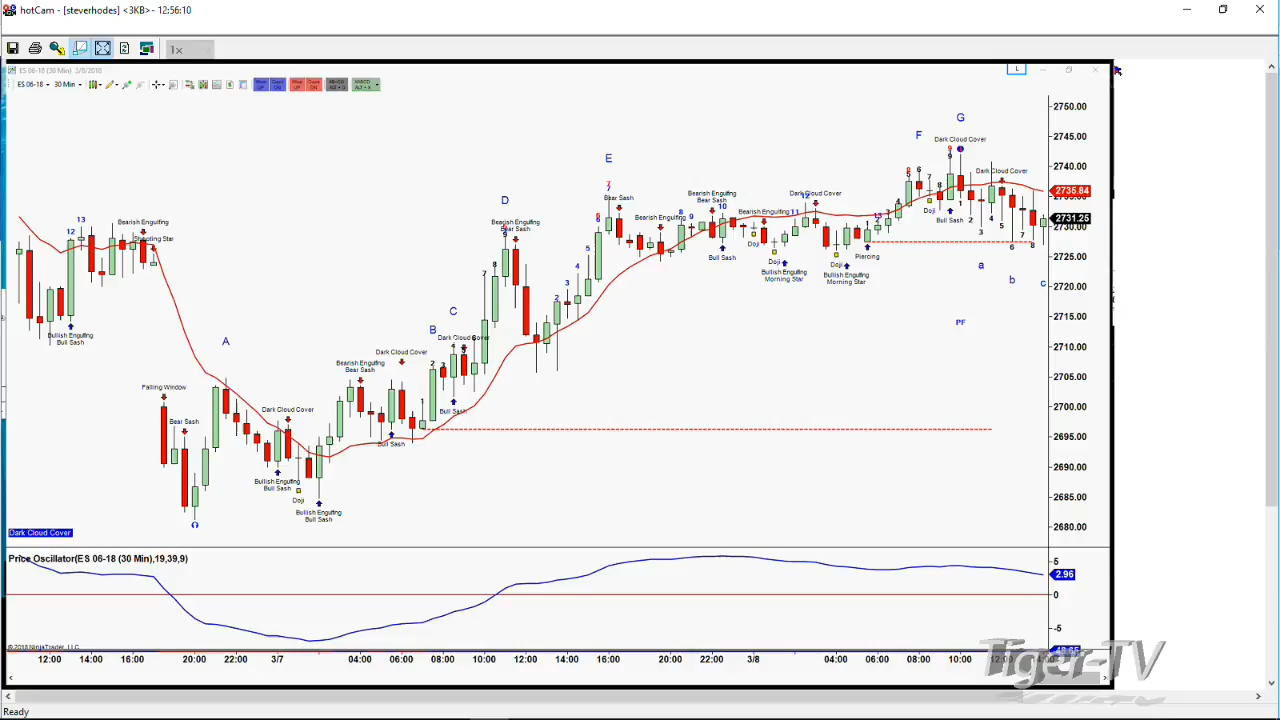 hotCam - [steverhodes] <3KB> - 12:56:10
1x
ES 06-18 (30 Min) 3/8/2018
ES 06-18 30 Min
L
G
F
Dark Cloud Cover
E
Dark Cloud Cover
D
Bear Sash
Bearish Engulfing
Bear Sash
Dark Cloud Cover
Bearish Engulfing
Bearish Engulfing
Bear Sash
Bearish Engulfing
Bearish Engulfing
Shooting Star
Doji
Bull Sash
Doji
Bull Sash
Doji
Doji
Piercing
Bullish Engulfing
Morning Star
Bullish Engulfing
Morning Star
a
b
c
PF
C
B
A
Bullish Engulfing
Bull Sash
Dark Cloud Cover
Dark Cloud Cover
Bearish Engulfing
Bear Sash
Falling Window
Dark Cloud Cover
Bull Sash
Bear Sash
Bull Sash
Bullish Engulfing
Bull Sash
Doji
Bullish Engulfing
Bull Sash
2750.00
2745.00
2740.00
2735.84
2731.25
2730.00
2725.00
2720.00
2715.00
2710.00
2705.00
2700.00
2695.00
2690.00
2685.00
2680.00
Dark Cloud Cover
Price Oscillator(ES 06-18 (30 Min),19,39,9)
5
2.96
0
-5
© 2018 NinjaTrader, LLC
12:00 14:00 16:00 20:00 22:00 3/7 04:00 06:00 08:00 10:00 12:00 14:00 16:00 20:00 22:00 3/8 04:00 06:00 08:00 10:00 12:00
Tiger-TV
Ready